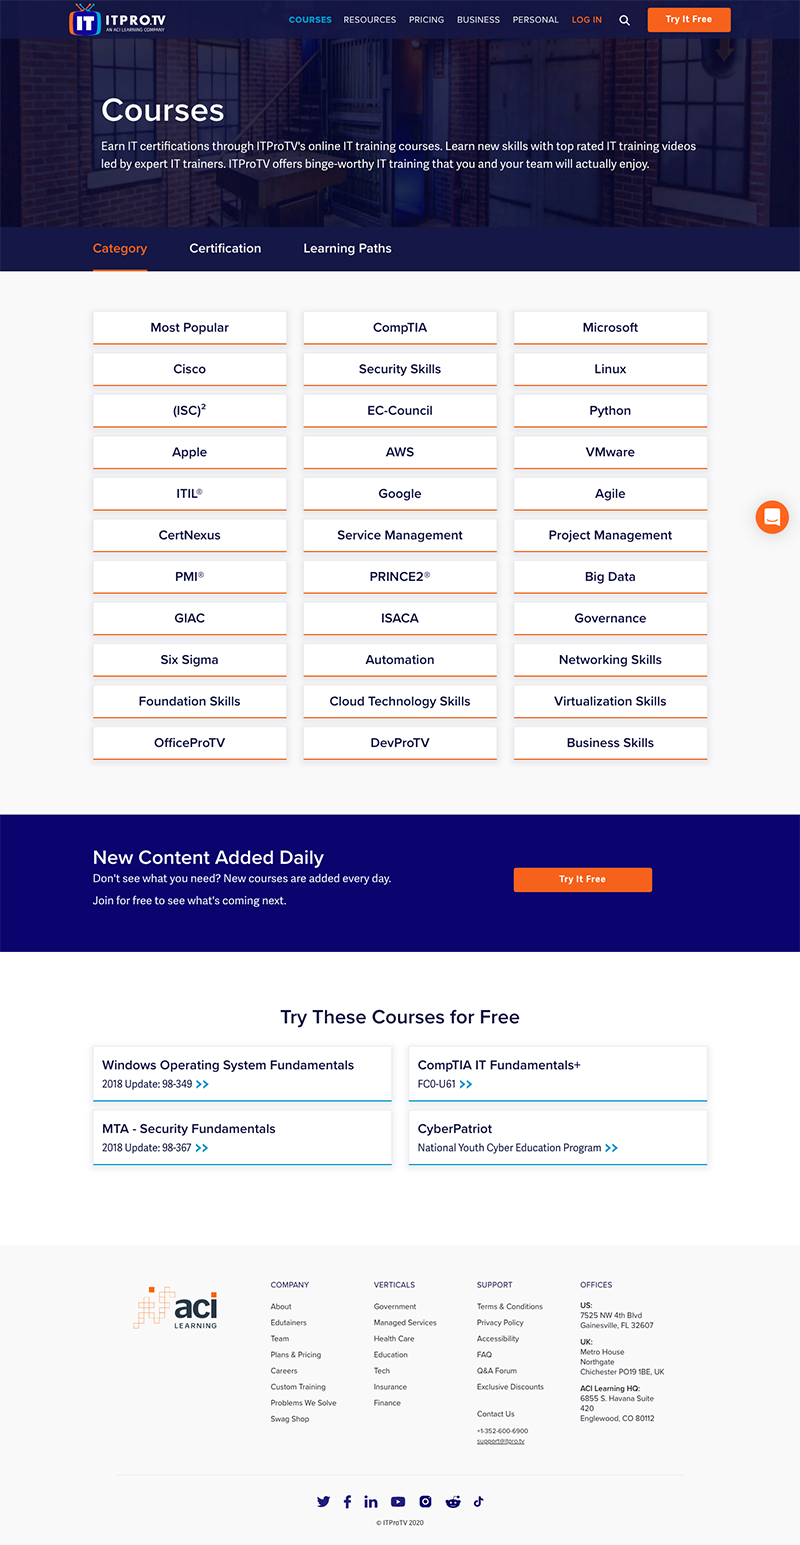 IT ITPRO.TV
AN ACI LEARNING COMPANY
COURSES RESOURCES PRICING BUSINESS PERSONAL LOG IN Try It Free
Courses
Earn IT certifications through ITProTV's online IT training courses. Learn new skills with top rated IT training videos
led by expert IT trainers. ITProTV offers binge-worthy IT training that you and your team will actually enjoy.
Category Certification Learning Paths
Most Popular CompTIA Microsoft
Cisco Security Skills Linux
(ISC)² EC-Council Python
Apple AWS VMware
ITIL® Google Agile
CertNexus Service Management Project Management
PMI® PRINCE2® Big Data
GIAC ISACA Governance
Six Sigma Automation Networking Skills
Foundation Skills Cloud Technology Skills Virtualization Skills
OfficeProTV DevProTV Business Skills
New Content Added Daily
Don't see what you need? New courses are added every day.
Join for free to see what's coming next.
Try It Free
Try These Courses for Free
Windows Operating System Fundamentals
2018 Update: 98-349 >>
CompTIA IT Fundamentals+
FC0-U61 >>
MTA - Security Fundamentals
2018 Update: 98-367 >>
CyberPatriot
National Youth Cyber Education Program >>
aci
LEARNING
COMPANY
About
Edutainers
Team
Plans & Pricing
Careers
Custom Training
Problems We Solve
Swag Shop
VERTICALS
Government
Managed Services
Health Care
Education
Tech
Insurance
Finance
SUPPORT
Terms & Conditions
Privacy Policy
Accessibility
FAQ
Q&A Forum
Exclusive Discounts
Contact Us
+1-352-600-6900
support@itpro.tv
OFFICES
US:
7525 NW 4th Blvd
Gainesville, FL 32607
UK:
Metro House
Northgate
Chichester PO19 1BE, UK
ACI Learning HQ:
6855 S. Havana Suite
420
Englewood, CO 80112
© ITProTV 2020